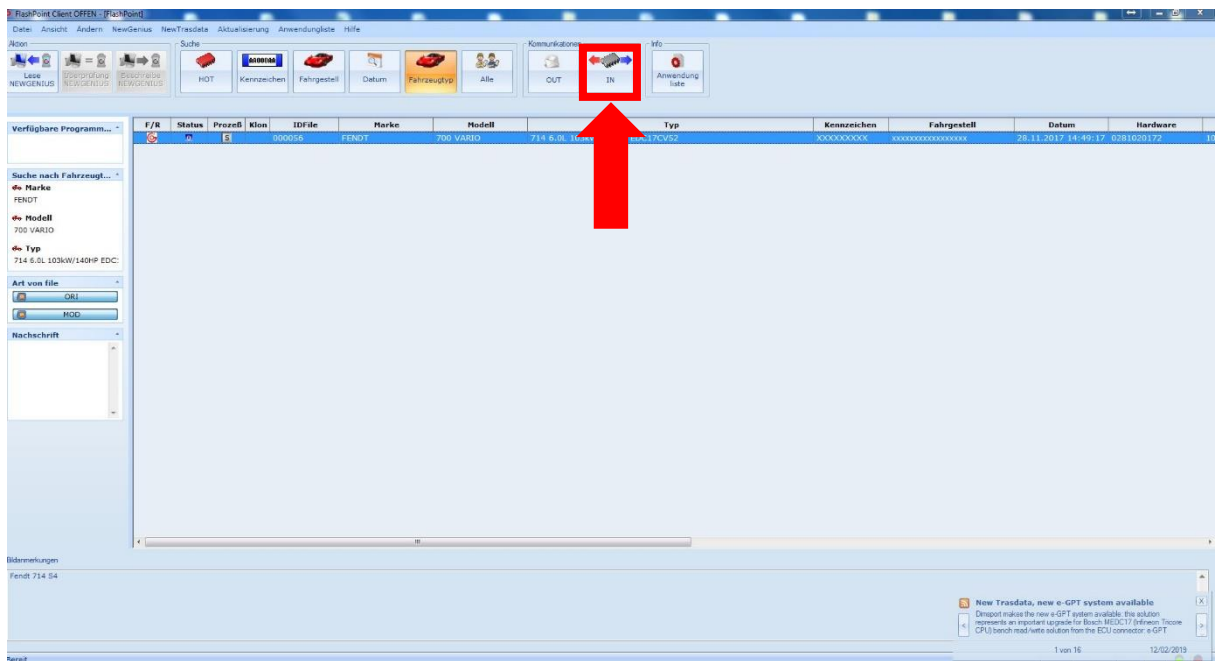 FlashPoint Client OFFEN - [FlashPoint]
Datei Ansicht Ändern NewGenius NewTrasdata Aktualisierung Anwendungliste Hilfe
Aktion Suche Kommunikationen Info
Lese NEWGENIUS
Überprüfung NEWGENIUS
Beschreibe NEWGENIUS
HOT
Kennzeichen
Fahrgestell
Datum
Fahrzeugtyp
Alle
OUT
IN
Anwendung liste
Verfügbare Programm...
F/R Status Prozeß Klon IDFile Marke Modell Typ Kennzeichen Fahrgestell Datum Hardware
S 000056 FENDT 700 VARIO 714 6.0L EDC17CV52 XXXXXXXXX xxxxxxxxxxxxxxxxx 28.11.2017 14:49:17 0281020172 10
Suche nach Fahrzeugt...
Marke
FENDT
Modell
700 VARIO
Typ
714 6.0L 103kW/140HP EDC:
Art von file
ORI
MOD
Nachschrift
Bidanmerkungen
Fendt 714 S4
New Trasdata, new e-GPT system available
Dimsport makes the new e-GPT system available: this solution
represents an important upgrade for Bosch MEDC17 (Infineon Tricore
CPU) bench read/write solution from the ECU connector: e-GPT
1 von 16 12/02/2019
Bereit